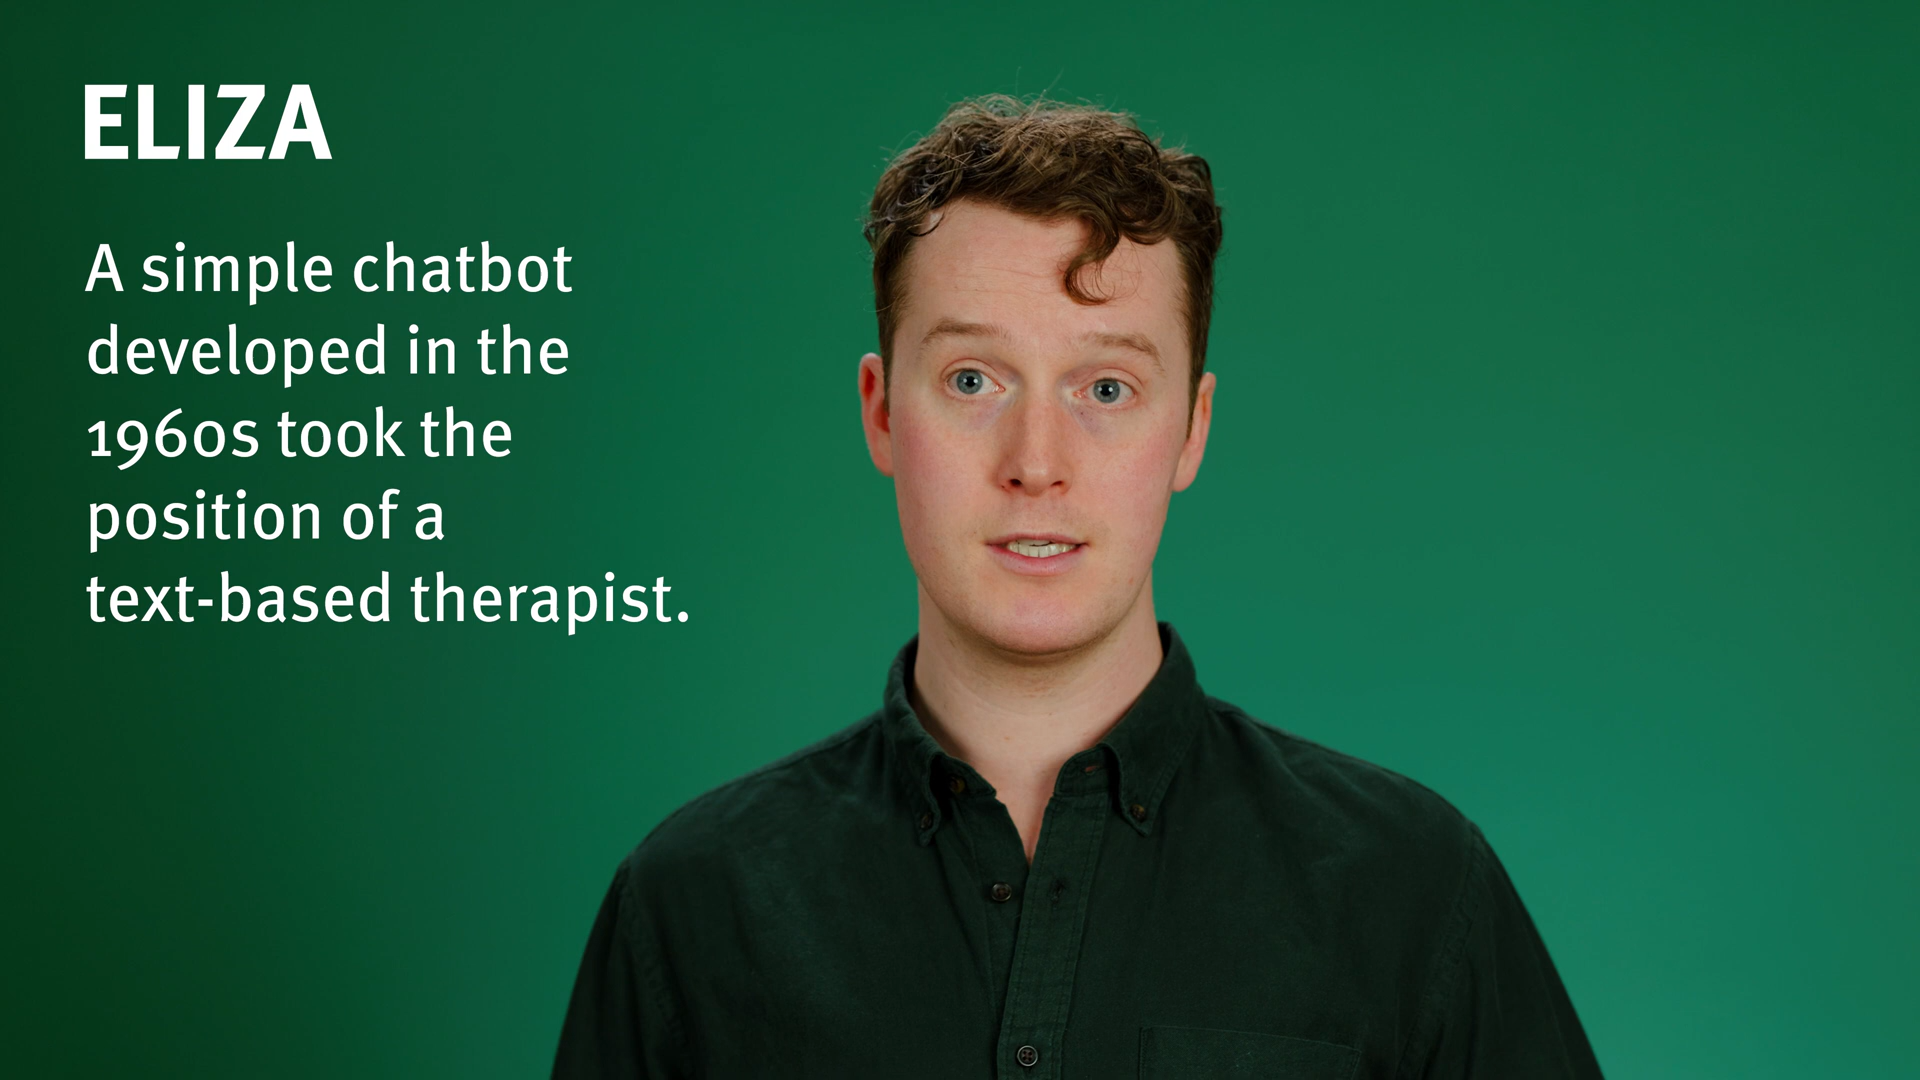 ELIZA
A simple chatbot
developed in the
1960s took the
position of a
text-based therapist.